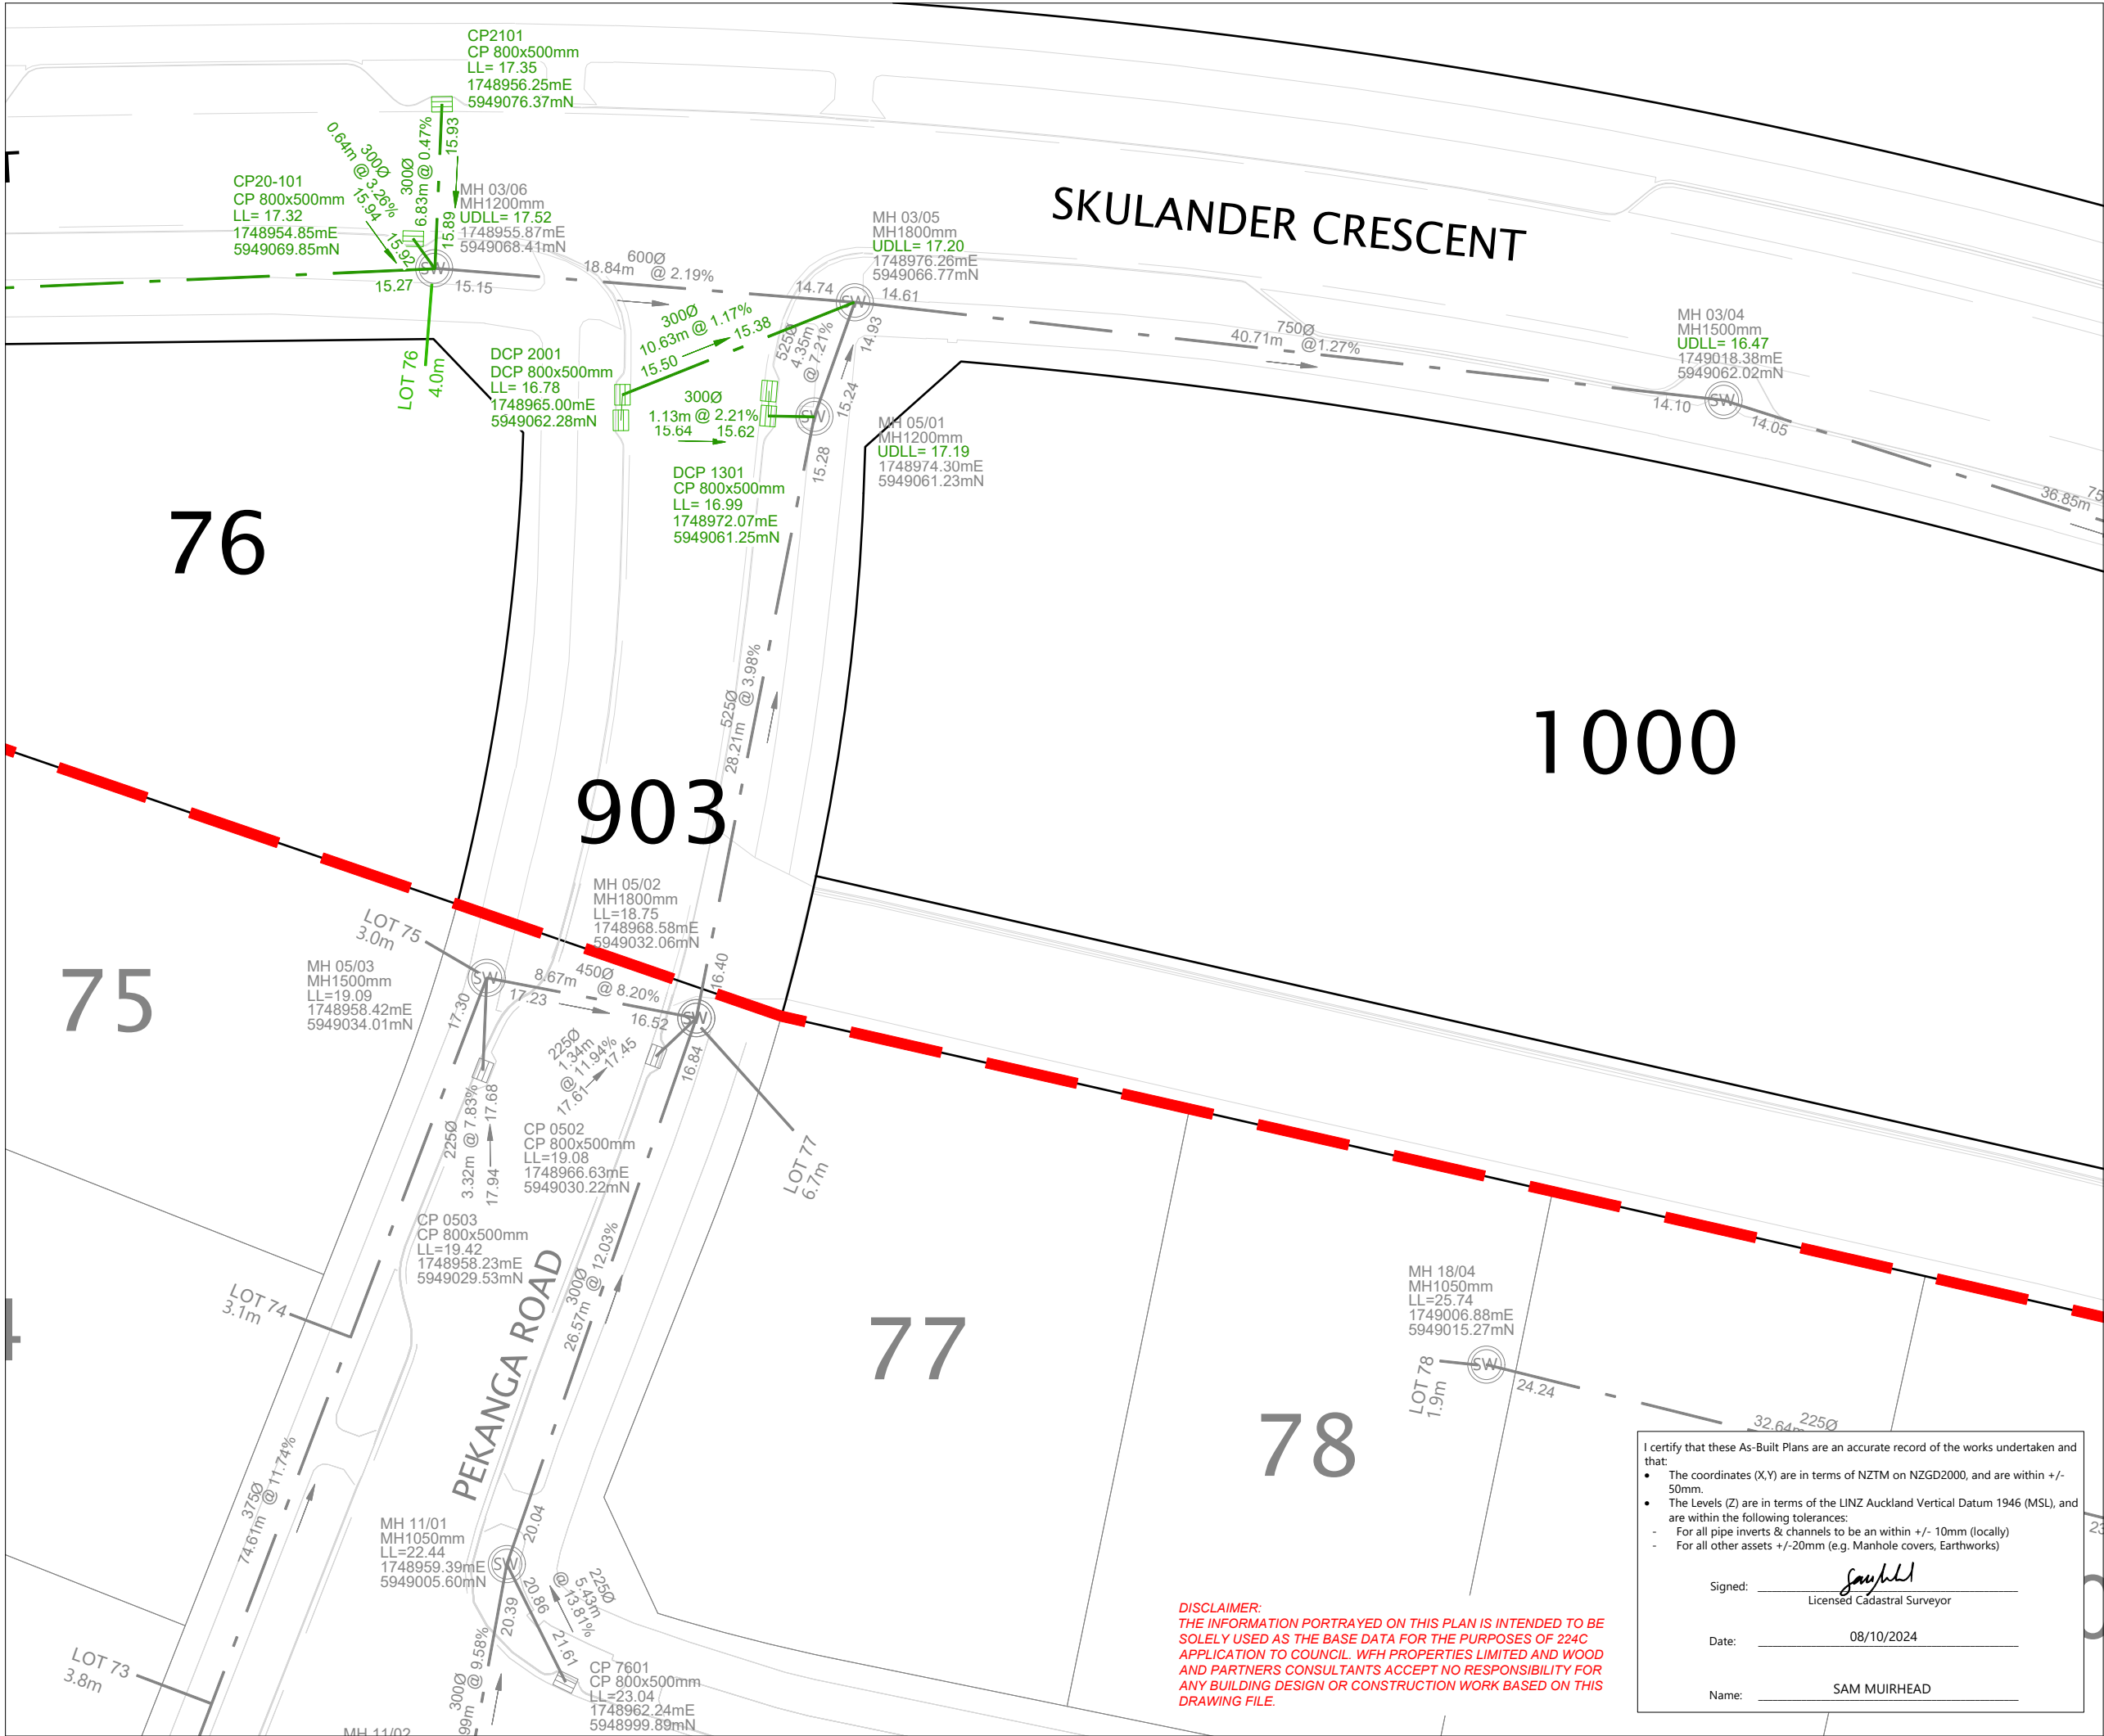 CP2101
CP 800x500mm
LL= 17.35
1748956.25mE
5949076.37mN
15.93
300Ø
6.83m @ 0.47%
15.89
300Ø
0.64m @ 3.26%
15.94
15.92
CP20-101
CP 800x500mm
LL= 17.32
1748954.85mE
5949069.85mN
MH 03/06
MH1200mm
UDLL= 17.52
1748955.87mE
5949068.41mN
SW
15.27
15.15
600Ø
18.84m @ 2.19%
SKULANDER CRESCENT
MH 03/05
MH1800mm
UDLL= 17.20
1748976.26mE
5949066.77mN
14.74
SW
14.61
14.93
300Ø
10.63m @ 1.17%
15.50
15.38
525Ø
4.35m
@ 7.21%
15.24
750Ø
40.71m @1.27%
MH 03/04
MH1500mm
UDLL= 16.47
1749018.38mE
5949062.02mN
14.10
SW
14.05
36.85m
LOT 76
4.0m
DCP 2001
DCP 800x500mm
LL= 16.78
1748965.00mE
5949062.28mN
300Ø
1.13m @ 2.21%
15.64
15.62
SW
15.28
MH 05/01
MH1200mm
UDLL= 17.19
1748974.30mE
5949061.23mN
DCP 1301
CP 800x500mm
LL= 16.99
1748972.07mE
5949061.25mN
76
525Ø
28.21m @ 3.98%
1000
903
MH 05/02
MH1800mm
LL=18.75
1748968.58mE
5949032.06mN
16.40
LOT 75
3.0m
75
MH 05/03
MH1500mm
LL=19.09
1748958.42mE
5949034.01mN
SW
17.30
17.23
450Ø
8.67m @ 8.20%
16.52
SW
16.84
225Ø
1.34m
@ 11.94%
17.61
17.45
225Ø
3.32m @ 7.83%
17.94
17.68
CP 0502
CP 800x500mm
LL=19.08
1748966.63mE
5949030.22mN
LOT 77
6.7m
CP 0503
CP 800x500mm
LL=19.42
1748958.23mE
5949029.53mN
LOT 74
3.1m
PEKANGA ROAD
300Ø
26.57m @ 12.03%
77
78
MH 18/04
MH1050mm
LL=25.74
1749006.88mE
5949015.27mN
LOT 78
1.9m
SW
24.24
225Ø
32.64m
375Ø
74.61m @ 11.74%
MH 11/01
MH1050mm
LL=22.44
1748959.39mE
5949005.60mN
20.04
SW
20.39
20.86
225Ø
5.43m
@ 13.81%
21.61
LOT 73
3.8m
300Ø
99m @ 9.58%
CP 7601
CP 800x500mm
LL=23.04
1748962.24mE
5948999.89mN
MH 11/02
DISCLAIMER:
THE INFORMATION PORTRAYED ON THIS PLAN IS INTENDED TO BE
SOLELY USED AS THE BASE DATA FOR THE PURPOSES OF 224C
APPLICATION TO COUNCIL. WFH PROPERTIES LIMITED AND WOOD
AND PARTNERS CONSULTANTS ACCEPT NO RESPONSIBILITY FOR
ANY BUILDING DESIGN OR CONSTRUCTION WORK BASED ON THIS
DRAWING FILE.
I certify that these As-Built Plans are an accurate record of the works undertaken and
that:
• The coordinates (X,Y) are in terms of NZTM on NZGD2000, and are within +/-
50mm.
• The Levels (Z) are in terms of the LINZ Auckland Vertical Datum 1946 (MSL), and
are within the following tolerances:
- For all pipe inverts & channels to be an within +/- 10mm (locally)
- For all other assets +/-20mm (e.g. Manhole covers, Earthworks)
Signed:
Licensed Cadastral Surveyor
Date: 08/10/2024
Name: SAM MUIRHEAD